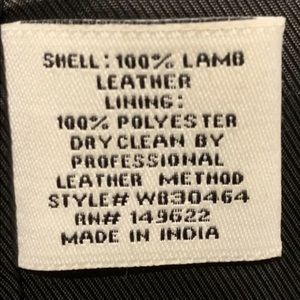 SHELL: 100% LAMB
LEATHER
LINING:
100% POLYESTER
DRY CLEAN BY
PROFESSIONAL
LEATHER METHOD
STYLE# WB30464
RN# 149622
MADE IN INDIA